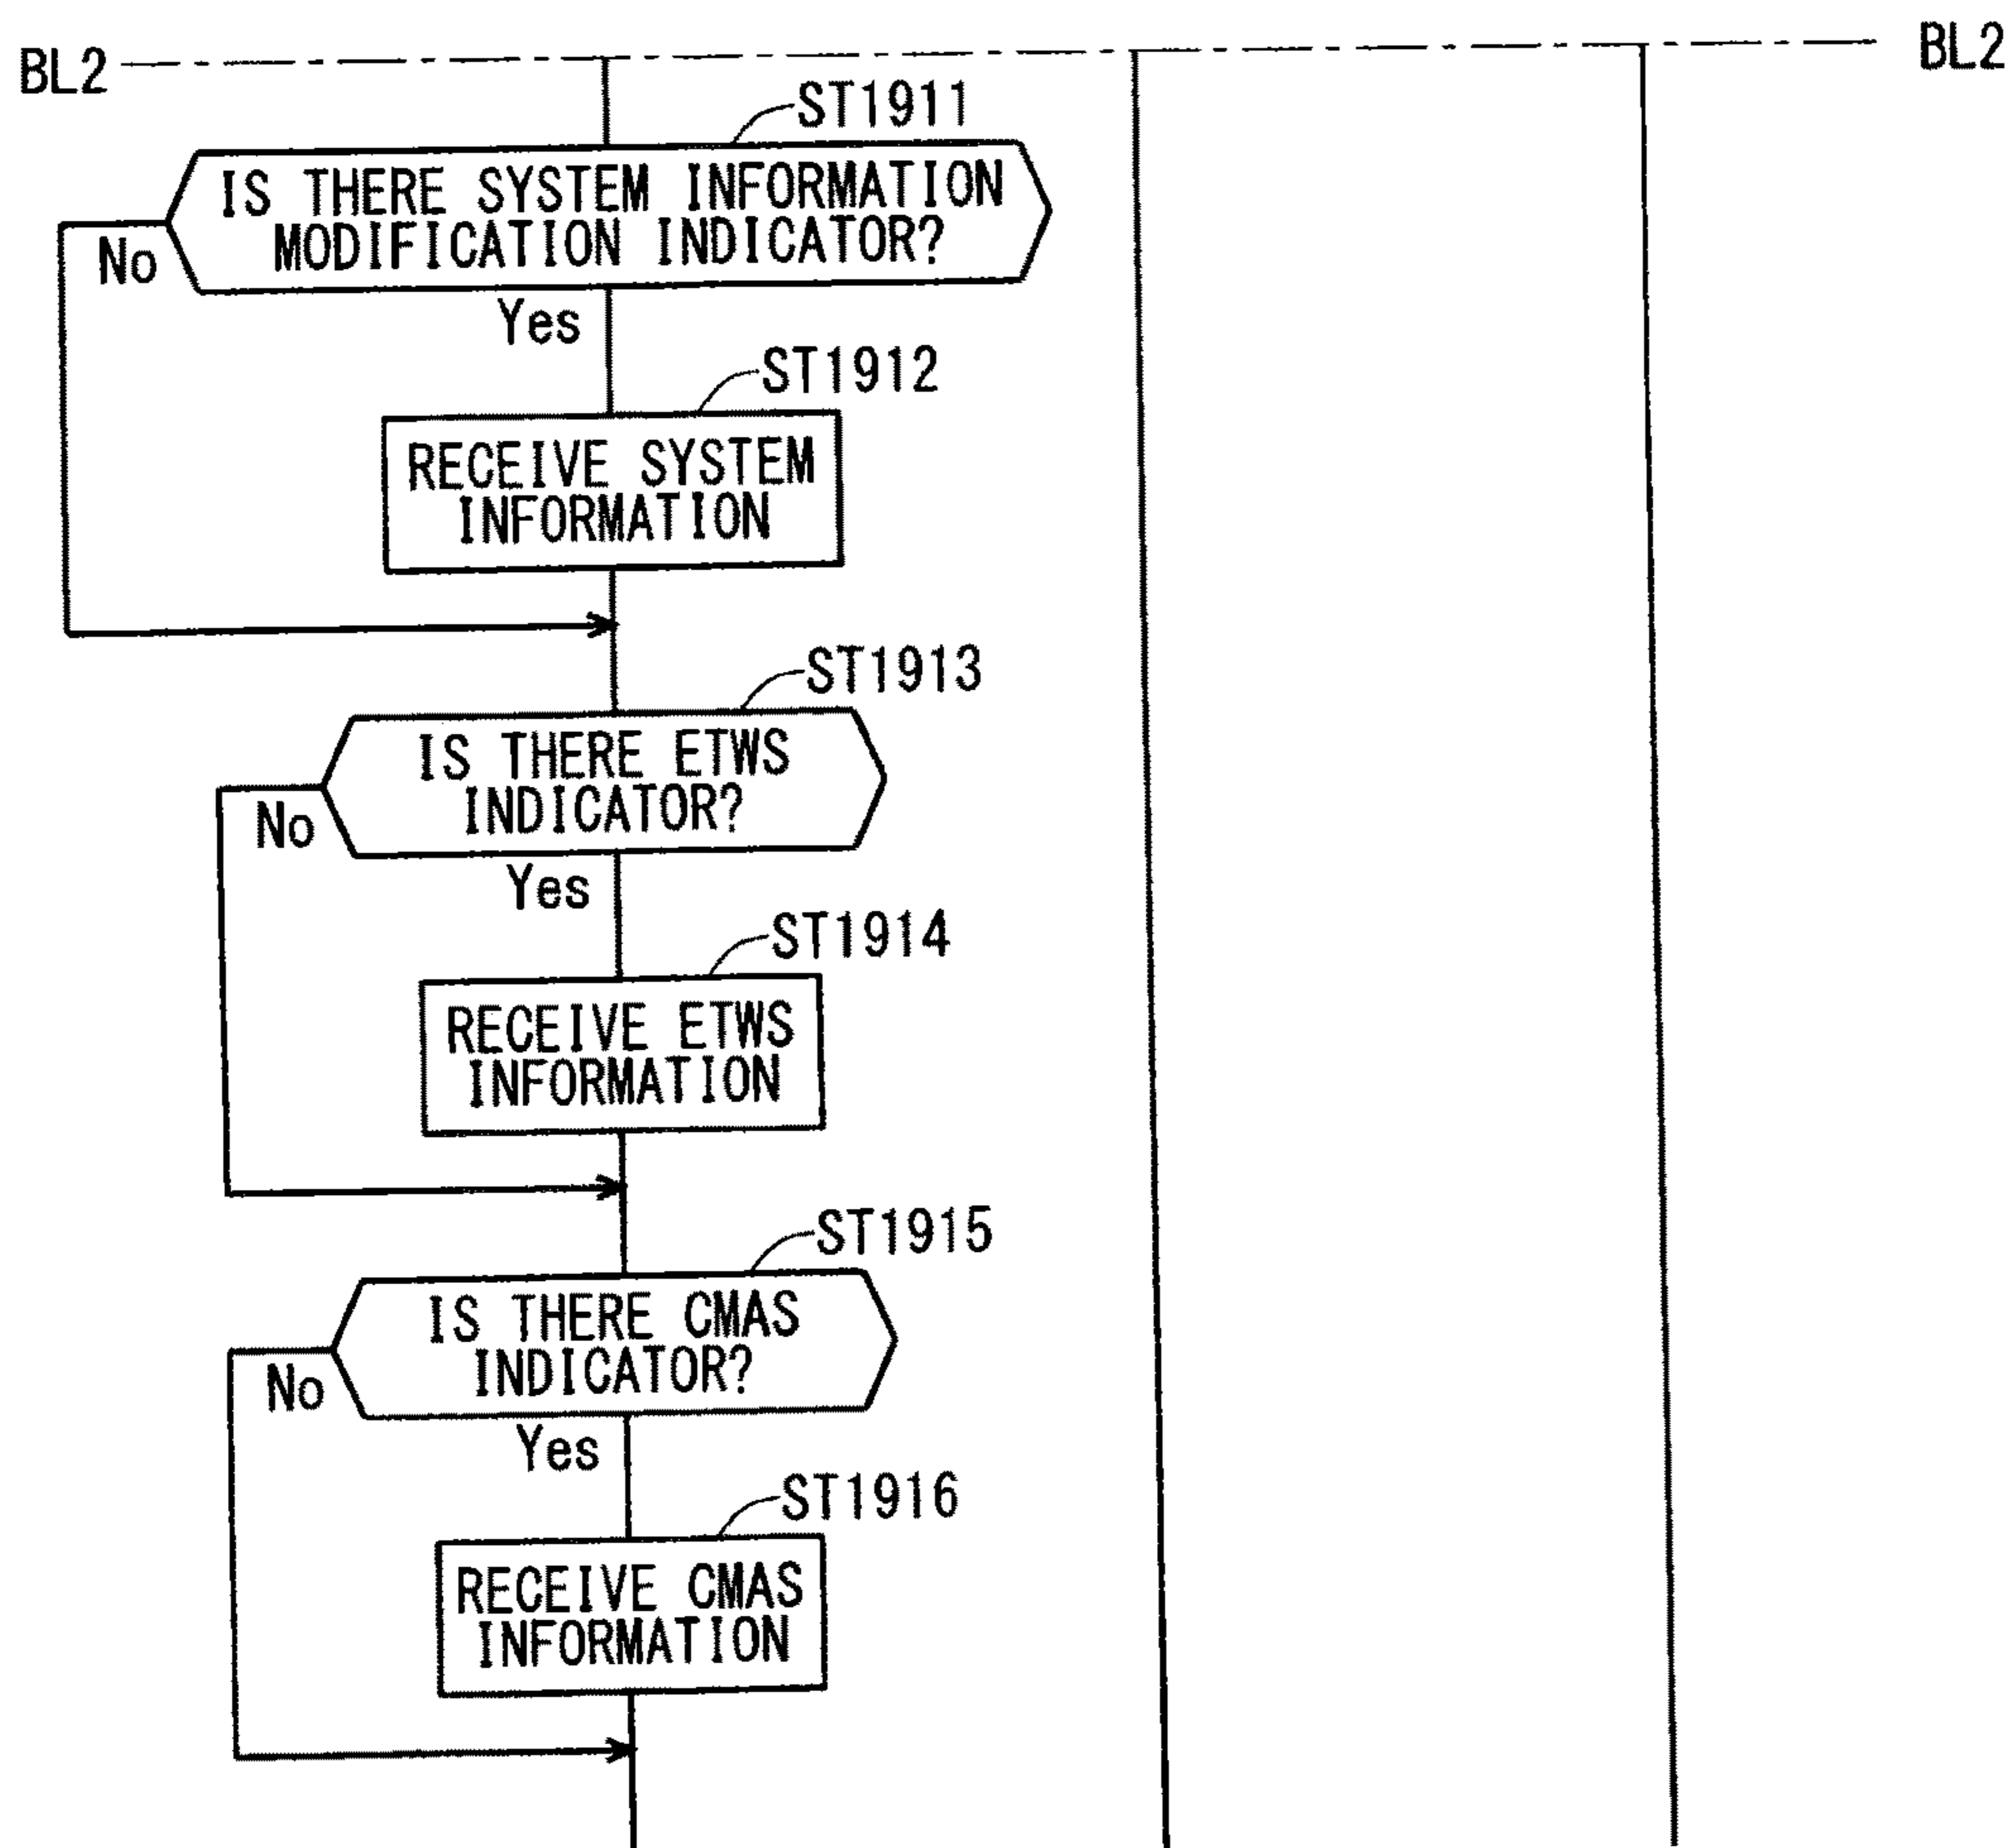 BL2
BL2
ST1911
IS THERE SYSTEM INFORMATION
MODIFICATION INDICATOR?
No
Yes
ST1912
RECEIVE SYSTEM
INFORMATION
ST1913
IS THERE ETWS
INDICATOR?
No
Yes
ST1914
RECEIVE ETWS
INFORMATION
ST1915
IS THERE CMAS
INDICATOR?
No
Yes
ST1916
RECEIVE CMAS
INFORMATION